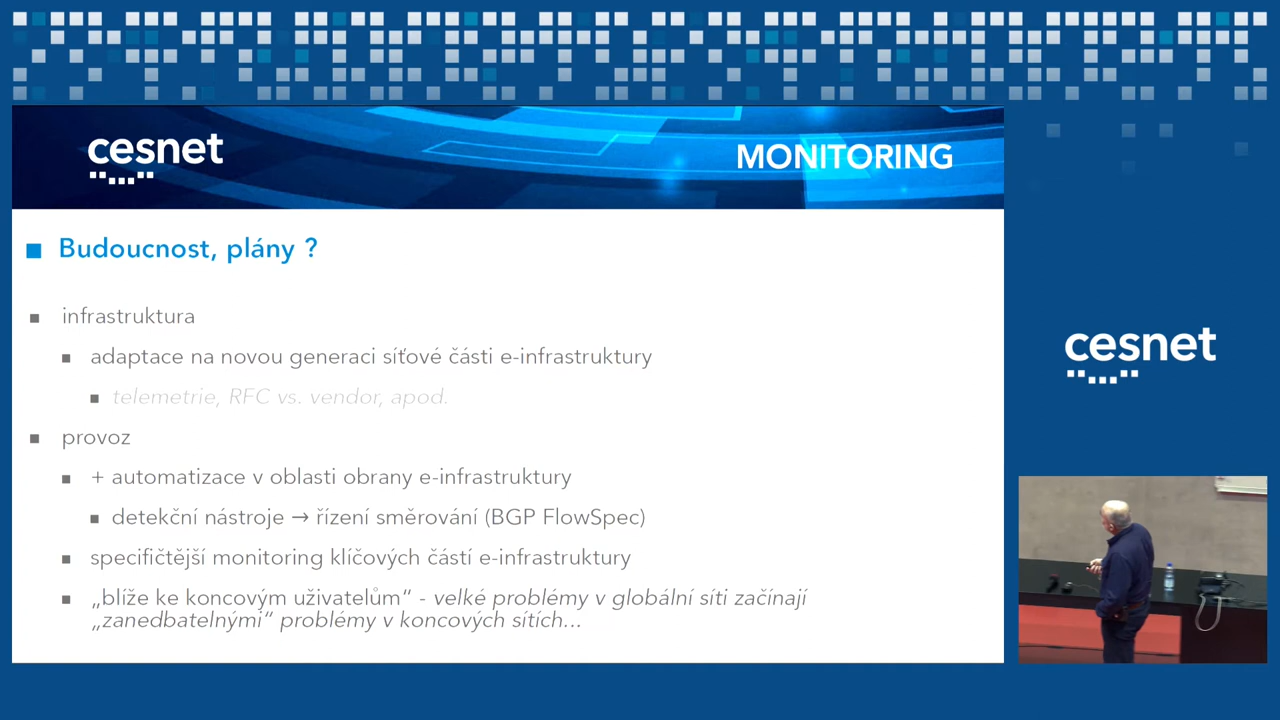 cesnet
MONITORING
Budoucnost, plány ?
infrastruktura
adaptace na novou generaci síťové části e-infrastruktury
telemetrie, RFC vs. vendor, apod.
provoz
+ automatizace v oblasti obrany e-infrastruktury
detekční nástroje → řízení směrování (BGP FlowSpec)
specifičtější monitoring klíčových částí e-infrastruktury
„blíže ke koncovým uživatelům“ - velké problémy v globální síti začínají
„zanedbatelnými“ problémy v koncových sítích...
cesnet